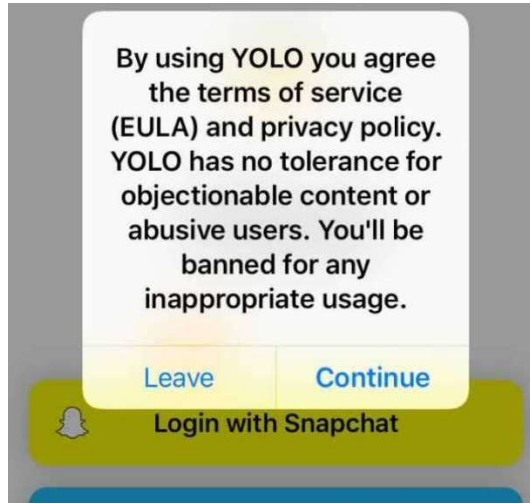 By using YOLO you agree
the terms of service
(EULA) and privacy policy.
YOLO has no tolerance for
objectionable content or
abusive users. You'll be
banned for any
inappropriate usage.
Leave
Continue
Login with Snapchat